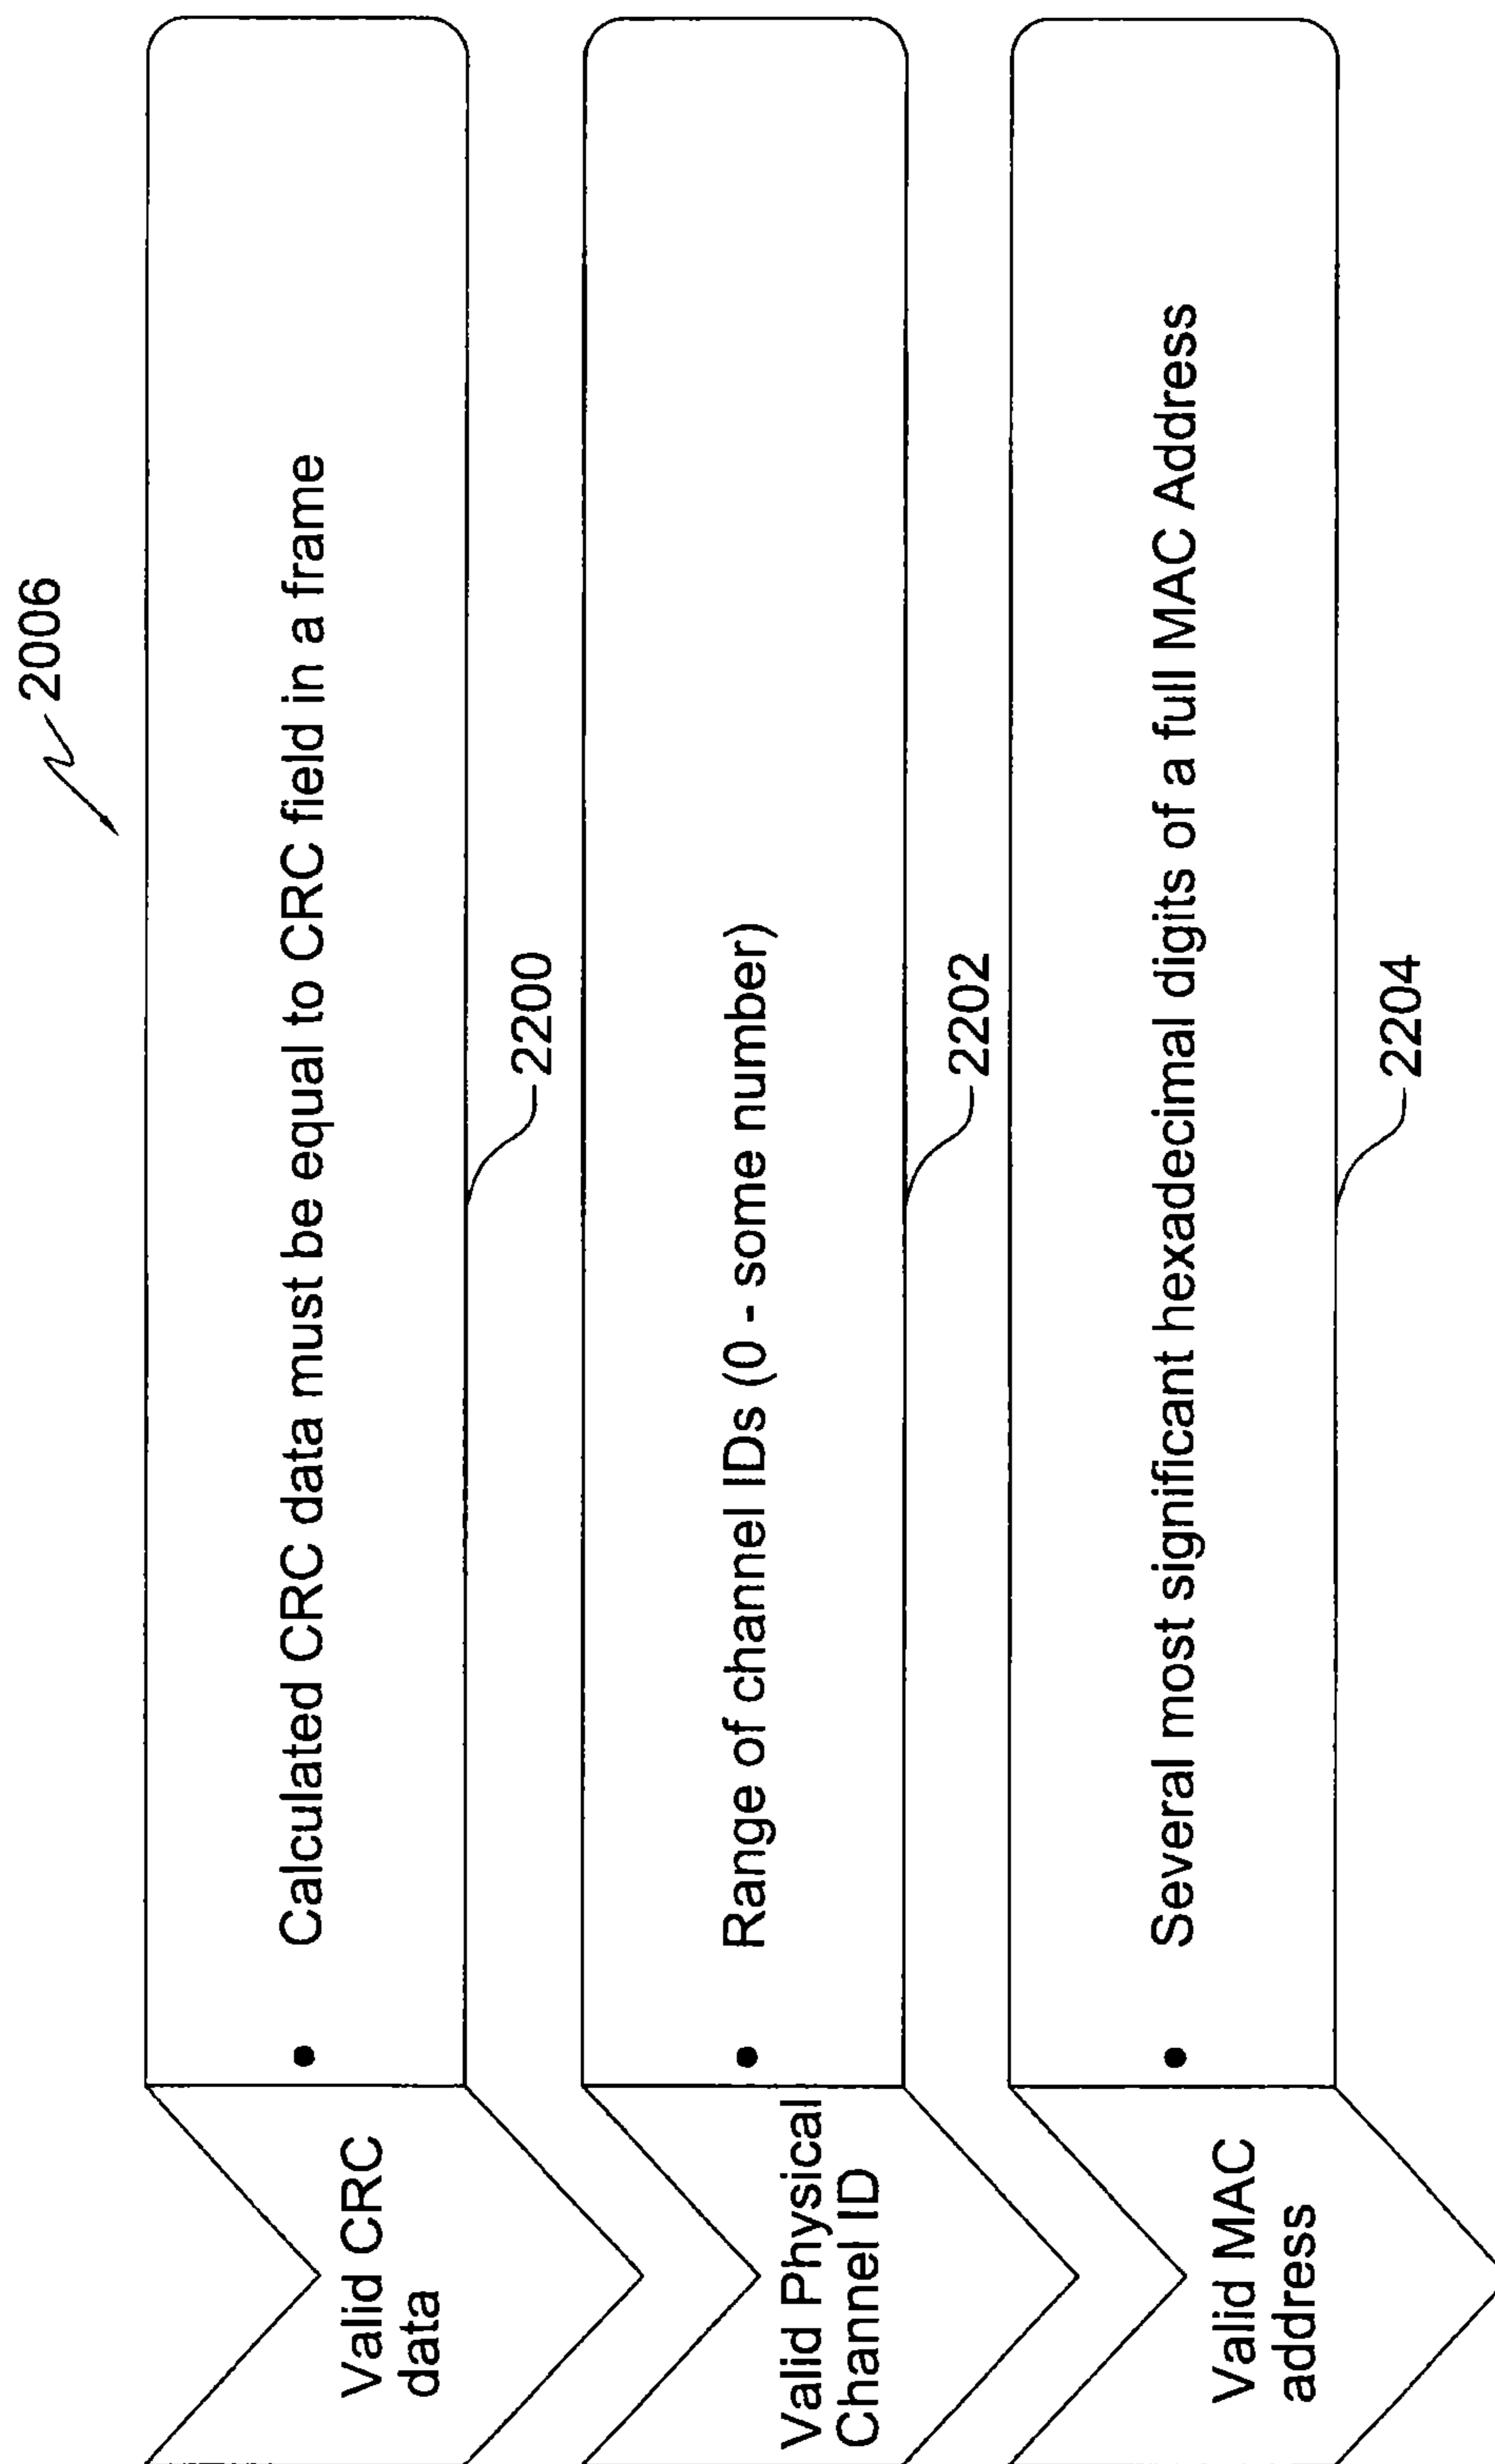 2006
Valid CRC
data
• Calculated CRC data must be equal to CRC field in a frame
2200
Valid Physical
Channel ID
• Range of channel IDs (0 - some number)
2202
Valid MAC
address
• Several most significant hexadecimal digits of a full MAC Address
2204